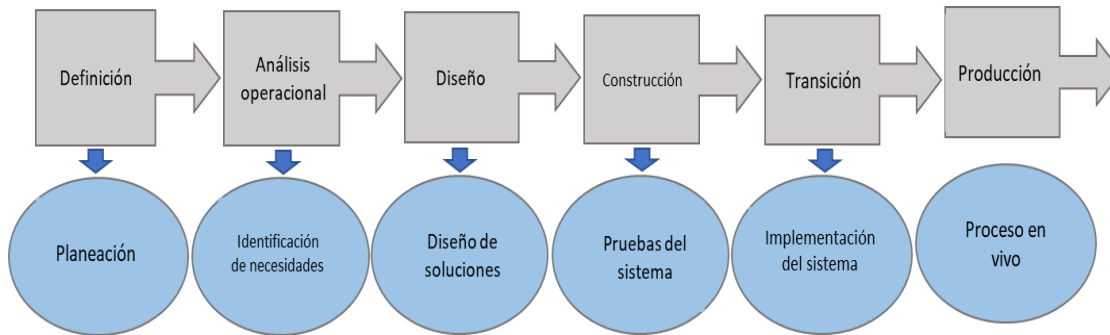 Definición
Análisis
operacional
Diseño
Construcción
Transición
Producción
Planeación
Identificación
de necesidades
Diseño de
soluciones
Pruebas del
sistema
Implementación
del sistema
Proceso en
vivo